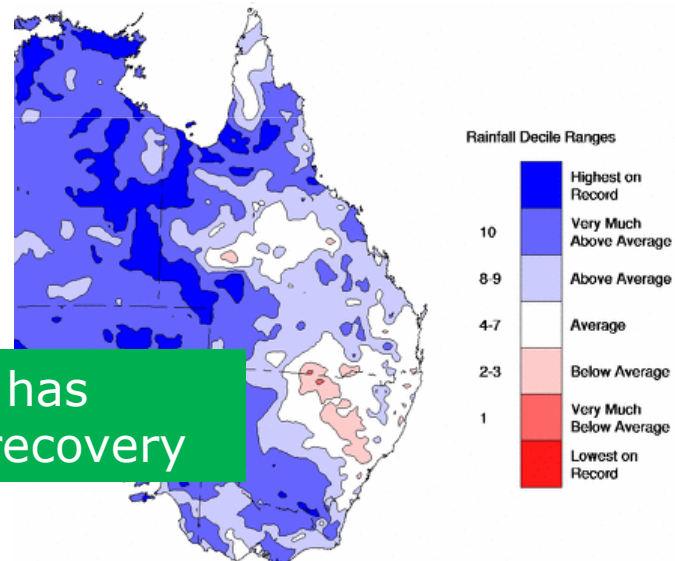 Rainfall Decile Ranges
Highest on
Record
10
Very Much
Above Average
8-9
Above Average
4-7
Average
2-3
Below Average
1
Very Much
Below Average
Lowest on
Record
has
recovery